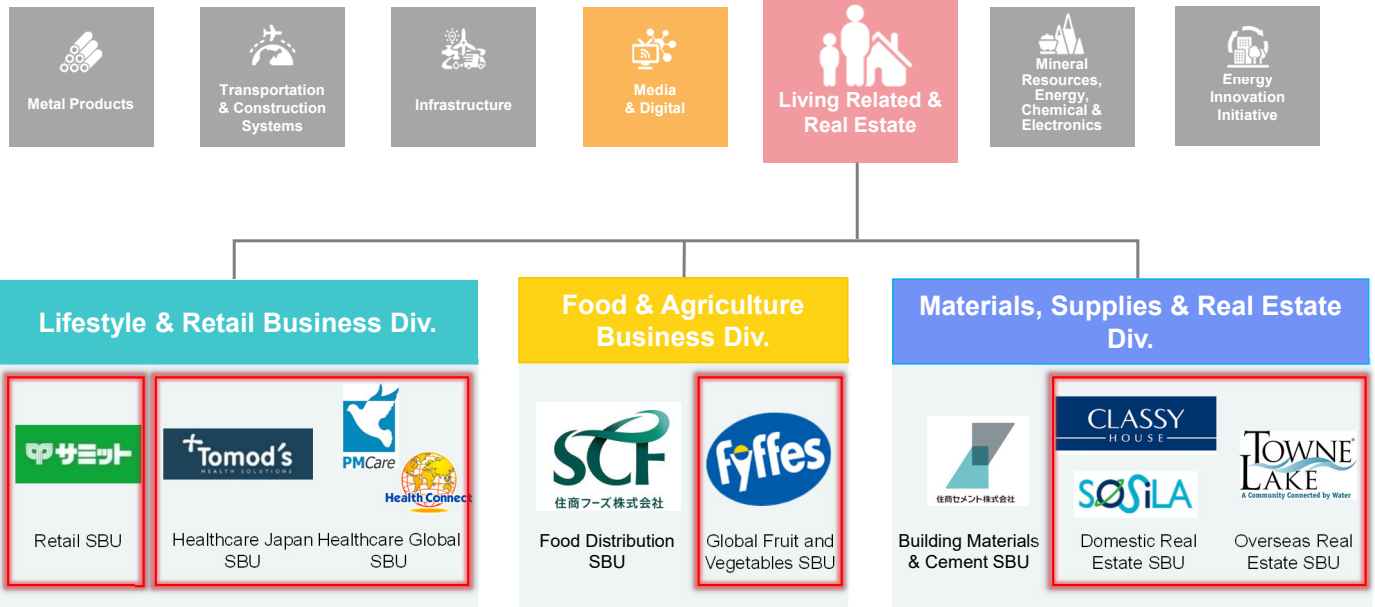 Metal Products
Transportation
& Construction
Systems
Infrastructure
Media
& Digital
Living Related &
Real Estate
Mineral
Resources,
Energy,
Chemical &
Electronics
Energy
Innovation
Initiative
Lifestyle & Retail Business Div.
Food & Agriculture
Business Div.
Materials, Supplies & Real Estate
Div.
サミット
Tomod's
HEALTH SOLUTIONS
PMCare
Health Connect
SCF
住商フーズ株式会社
Fyffes
住商セメント株式会社
CLASSY
HOUSE
SOSiLA
TOWNE
LAKE
A Community Connected by Water
Retail SBU
Healthcare Japan
SBU
Healthcare Global
SBU
Food Distribution
SBU
Global Fruit and
Vegetables SBU
Building Materials
& Cement SBU
Domestic Real
Estate SBU
Overseas Real
Estate SBU